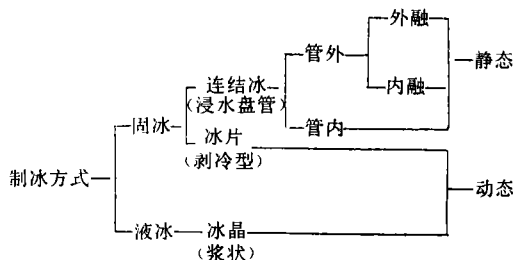 外融
管外
静态
连结冰
内融
(浸水盘管)
固冰
管内
冰片
(剥冷型)
制冰方式
动态
液冰
冰晶
(浆状)